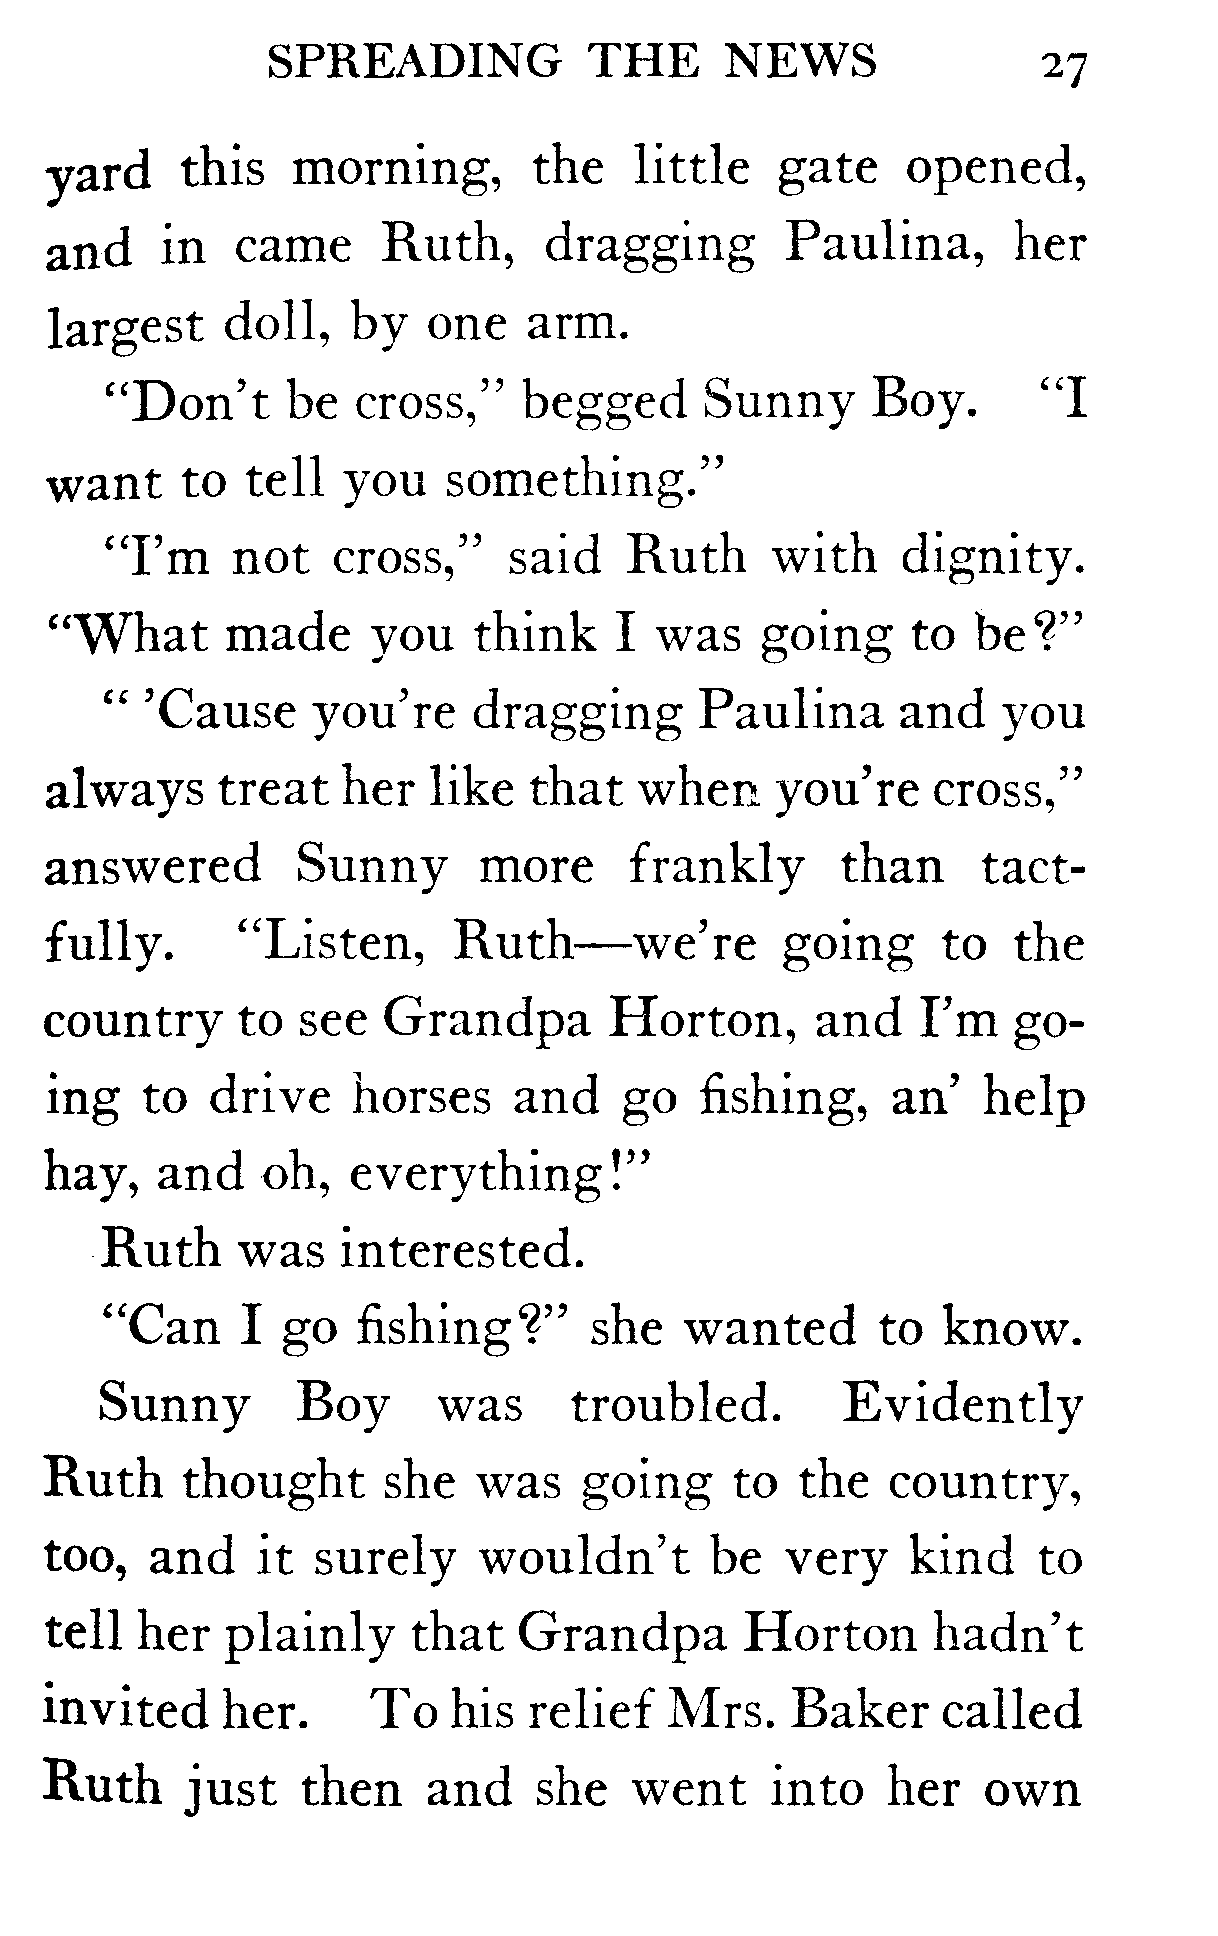 SPREADING THE NEWS 27
yard this morning, the little gate opened,
and in came Ruth, dragging Paulina, her
largest doll, by one arm.
“Don’t be cross,” begged Sunny Boy. “I
want to tell you something.”
“I’m not cross,” said Ruth with dignity.
“What made you think I was going to be?”
“ ’Cause you’re dragging Paulina and you
always treat her like that when you’re cross,”
answered Sunny more frankly than tact-
fully. “Listen, Ruth—we’re going to the
country to see Grandpa Horton, and I’m go-
ing to drive horses and go fishing, an’ help
hay, and oh, everything!”
Ruth was interested.
“Can I go fishing?” she wanted to know.
Sunny Boy was troubled. Evidently
Ruth thought she was going to the country,
too, and it surely wouldn’t be very kind to
tell her plainly that Grandpa Horton hadn’t
invited her. To his relief Mrs. Baker called
Ruth just then and she went into her own